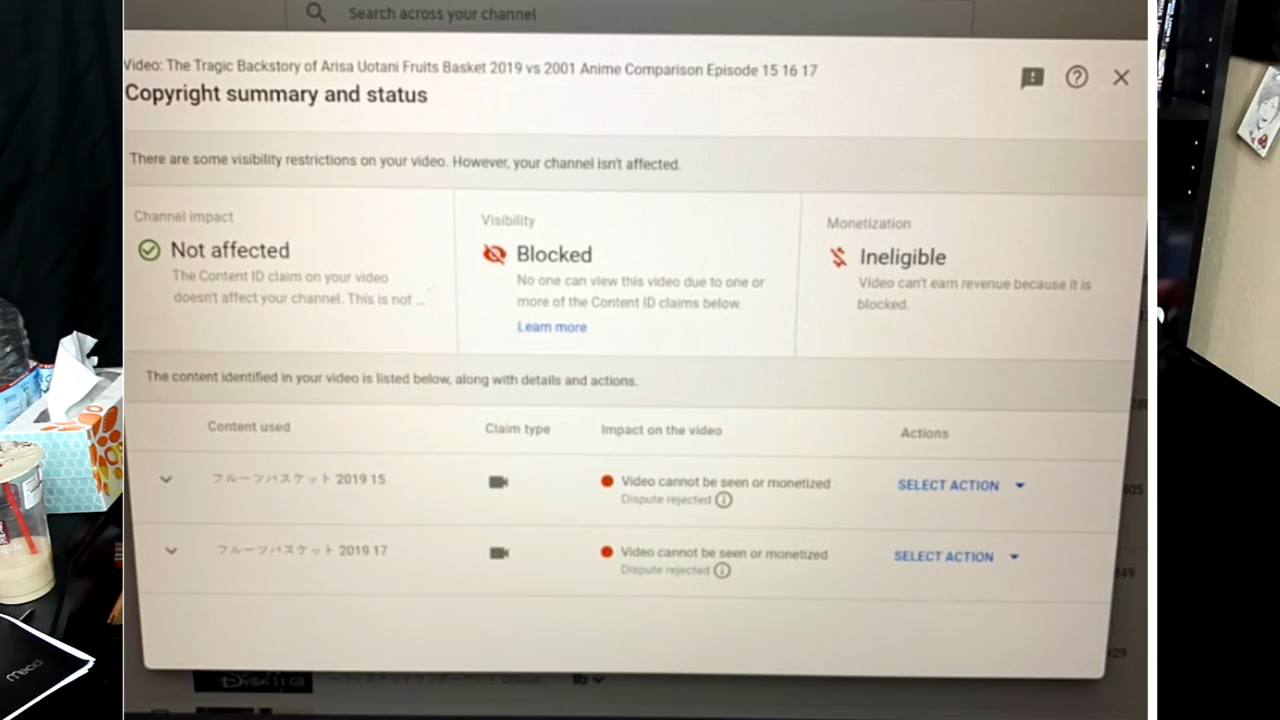 Search across your channel
Video: The Tragic Backstory of Arisa Uotani Fruits Basket 2019 vs 2001 Anime Comparison Episode 15 16 17
Copyright summary and status
There are some visibility restrictions on your video. However, your channel isn't affected.
Channel impact
Not affected
The Content ID claim on your video
doesn't affect your channel. This is not ...
Visibility
Blocked
No one can view this video due to one or
more of the Content ID claims below.
Learn more
Monetization
Ineligible
Video can't earn revenue because it is
blocked.
The content identified in your video is listed below, along with details and actions.
Content used Claim type Impact on the video Actions
フルーツバスケット 2019 15 Video cannot be seen or monetized SELECT ACTION
Dispute rejected
フルーツバスケット 2019 17 Video cannot be seen or monetized SELECT ACTION
Dispute rejected
Mead